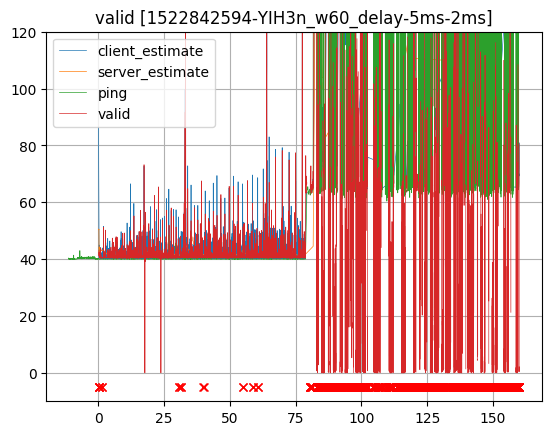 valid [1522842594-YIH3n_w60_delay-5ms-2ms]
client_estimate
server_estimate
ping
valid
120
100
80
60
40
20
0
0 25 50 75 100 125 150